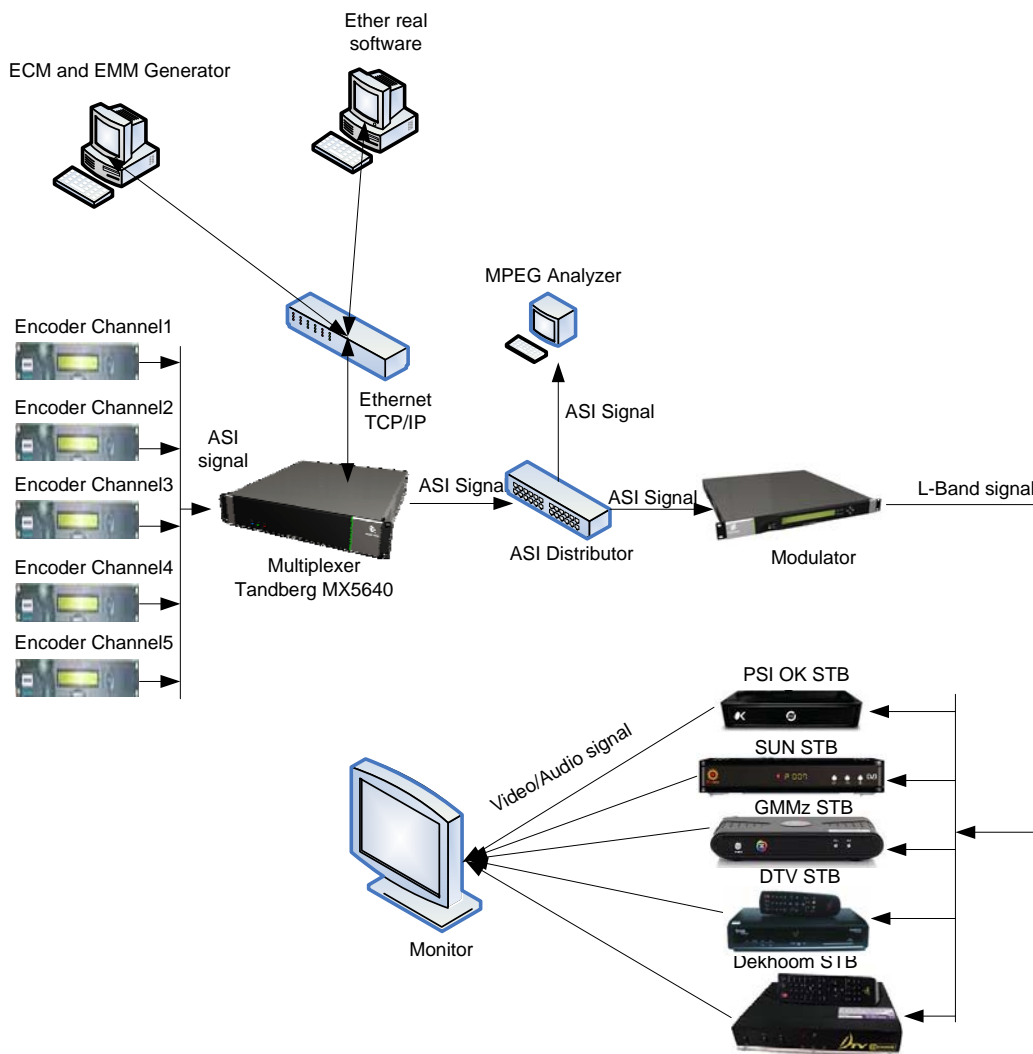 Ether real
software
ECM and EMM Generator
MPEG Analyzer
Encoder Channel1
Encoder Channel2
Encoder Channel3
Encoder Channel4
Encoder Channel5
ASI
signal
Ethernet
TCP/IP
ASI Signal
ASI Signal
ASI Signal
L-Band signal
Multiplexer
Tandberg MX5640
ASI Distributor
Modulator
PSI OK STB
SUN STB
GMMz STB
DTV STB
Dekhoom STB
Video/Audio signal
Monitor